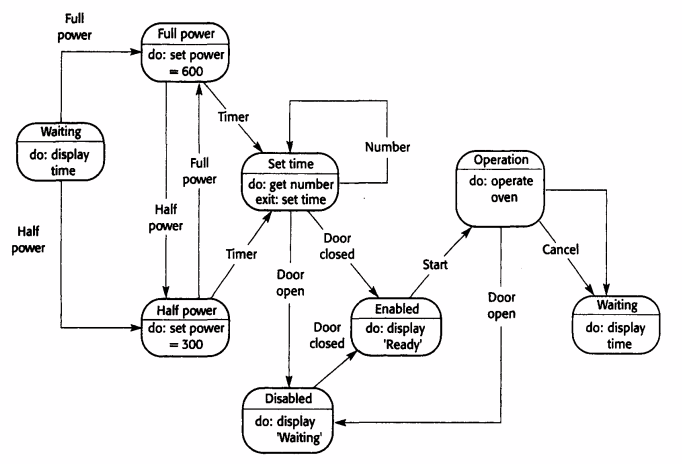 Full
power
Full power
do: set power
= 600
Timer
Waiting
do: display
time
Full
power
Half
power
Set time
do: get number
exit: set time
Number
Operation
do: operate
oven
Half
power
Timer
Door
open
Door
closed
Start
Cancel
Door
open
Half power
do: set power
= 300
Door
closed
Enabled
do: display
'Ready'
Waiting
do: display
time
Disabled
do: display
'Waiting'